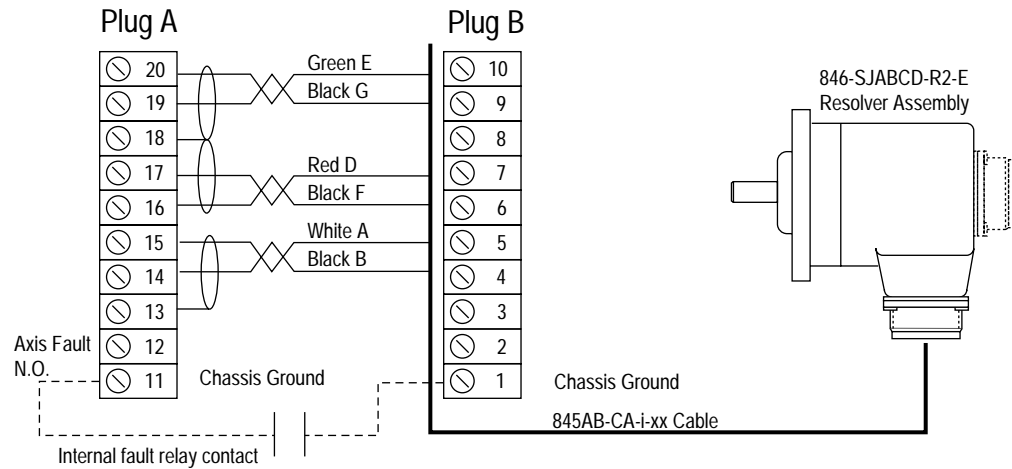 Plug A
Plug B
20
19
18
17
16
15
14
13
12
11
Green E
Black G
Red D
Black F
White A
Black B
10
9
8
7
6
5
4
3
2
1
846-SJABCD-R2-E
Resolver Assembly
Axis Fault
N.O.
Chassis Ground
Chassis Ground
845AB-CA-i-xx Cable
Internal fault relay contact